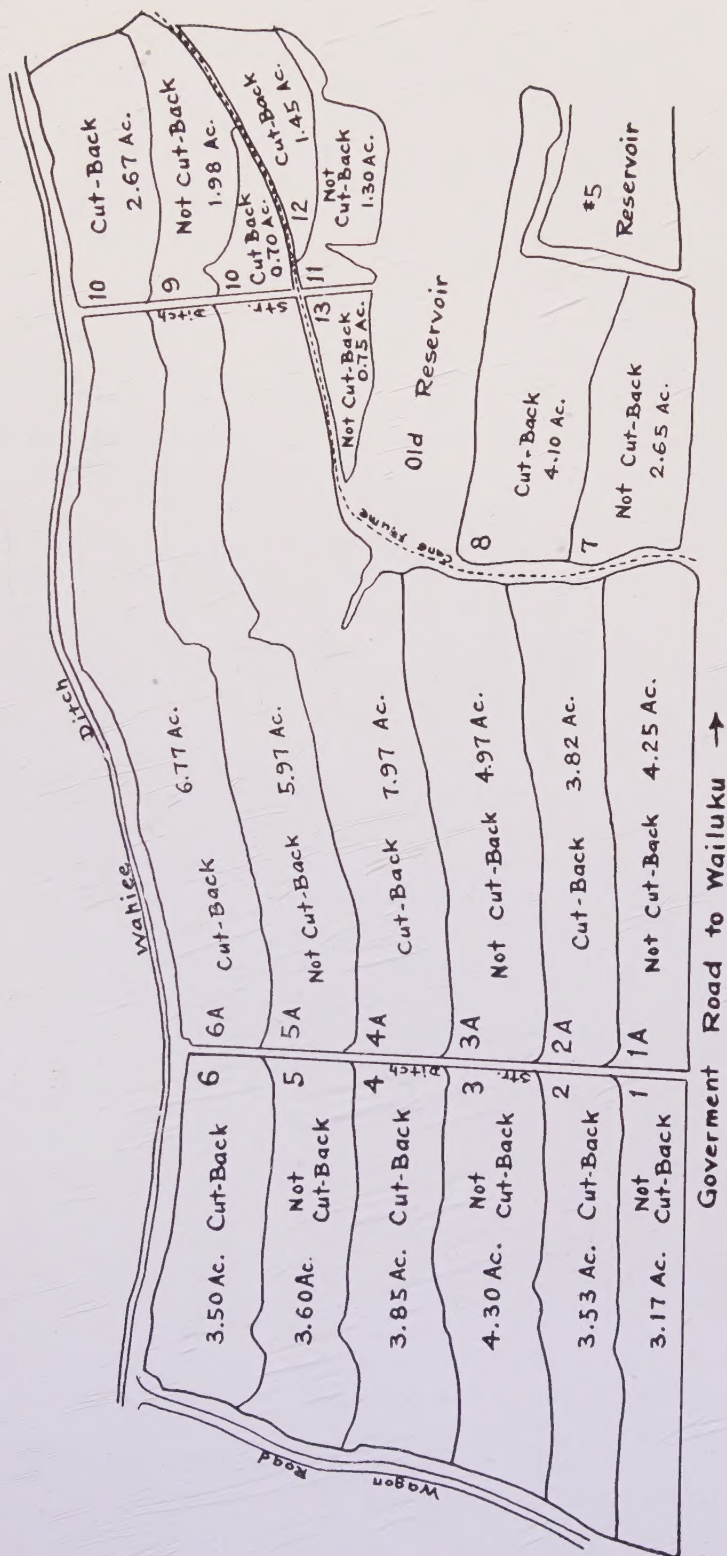 Wahiee Ditch
Wagon Road
6
3.50 Ac. Cut-Back
5
3.60 Ac. Not
Cut-Back
4
3.85 Ac. Cut-Back
3
4.30 Ac. Not
Cut-Back
2
3.53 Ac. Cut-Back
1
3.17 Ac. Not
Cut-Back
Str. Ditch
6A Cut-Back 6.77 Ac.
5A Not Cut-Back 5.97 Ac.
4A Cut-Back 7.97 Ac.
3A Not Cut-Back 4.97 Ac.
2A Cut-Back 3.82 Ac.
1A Not Cut-Back 4.25 Ac.
Str. Ditch
10
Cut-Back
2.67 Ac.
9
Not Cut-Back
1.98 Ac.
10
Cut Back
0.70 Ac.
12
Cut-Back
1.45 Ac.
11
Not
Cut-Back
1.30 Ac.
13
Not Cut-Back
0.75 Ac.
Cane Flume
Old Reservoir
8
Cut-Back
4.10 Ac.
7
Not Cut-Back
2.65 Ac.
#5
Reservoir
Goverment Road to Wailuku →